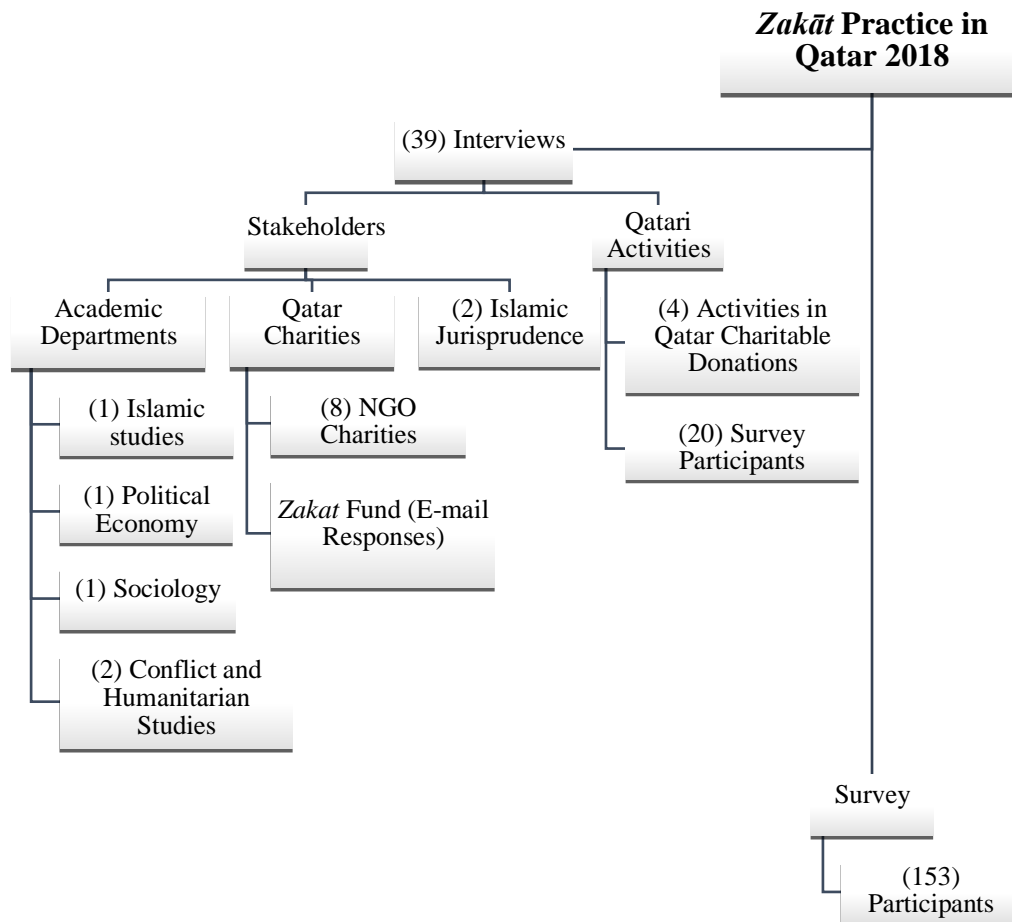 Zakāt Practice in
Qatar 2018
(39) Interviews
Stakeholders
Qatari
Activities
Academic
Departments
Qatar
Charities
(2) Islamic
Jurisprudence
(4) Activities in
Qatar Charitable
Donations
(1) Islamic
studies
(8) NGO
Charities
(20) Survey
Participants
(1) Political
Economy
Zakat Fund (E-mail
Responses)
(1) Sociology
(2) Conflict and
Humanitarian
Studies
Survey
(153)
Participants